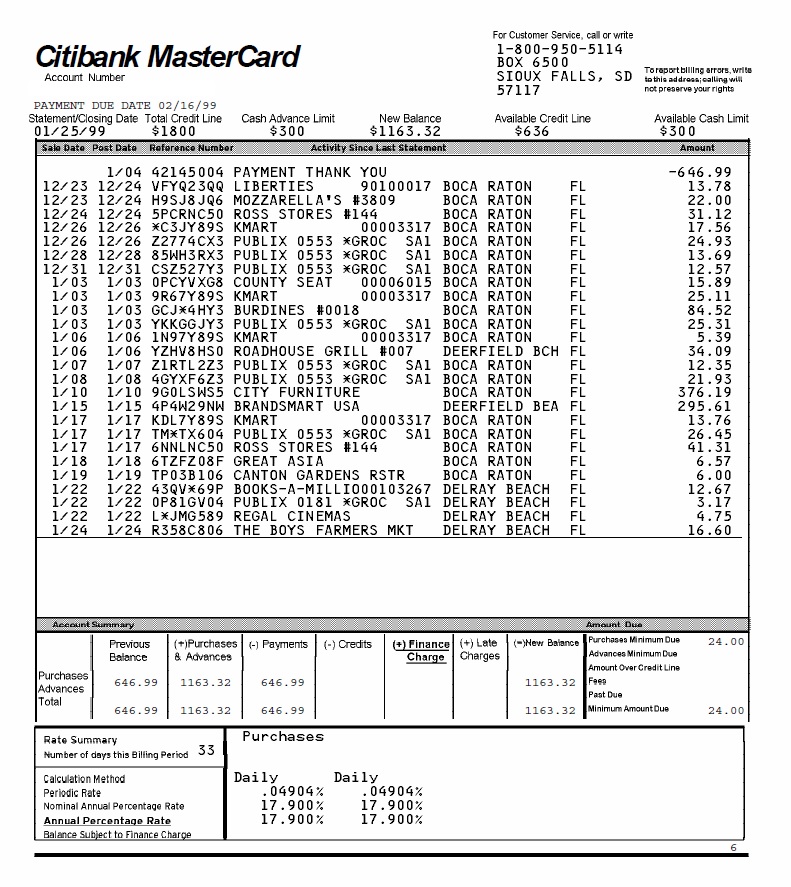 For Customer Service, call or write
Citibank MasterCard
1-800-950-5114
BOX 6500
SIOUX FALLS, SD
57117
To report billing errors, write
to this address; calling will
not preserve your rights
Account Number
PAYMENT DUE DATE 02/16/99
Statement/Closing Date Total Credit Line Cash Advance Limit New Balance Available Credit Line Available Cash Limit
01/25/99 $1800 $300 $1163.32 $636 $300
Sale Date Post Date Reference Number Activity Since Last Statement Amount
1/04 42145004 PAYMENT THANK YOU -646.99
12/23 12/24 VFYQ23QQ LIBERTIES 90100017 BOCA RATON FL 13.78
12/23 12/24 H9SJ8JQ6 MOZZARELLA'S #3809 BOCA RATON FL 22.00
12/24 12/24 5PCRNC50 ROSS STORES #144 BOCA RATON FL 31.12
12/26 12/26 *C3JY89S KMART 00003317 BOCA RATON FL 17.56
12/26 12/26 Z2774CX3 PUBLIX 0553 *GROC SA1 BOCA RATON FL 24.93
12/28 12/28 85WH3RX3 PUBLIX 0553 *GROC SA1 BOCA RATON FL 13.69
12/31 12/31 CSZ527Y3 PUBLIX 0553 *GROC SA1 BOCA RATON FL 12.57
1/03 1/03 0PCYVXG8 COUNTY SEAT 00006015 BOCA RATON FL 15.89
1/03 1/03 9R67Y89S KMART 00003317 BOCA RATON FL 25.11
1/03 1/03 GCJ*4HY3 BURDINES #0018 BOCA RATON FL 84.52
1/03 1/03 YKKGGJY3 PUBLIX 0553 *GROC SA1 BOCA RATON FL 25.31
1/06 1/06 1N97Y89S KMART 00003317 BOCA RATON FL 5.39
1/06 1/06 YZHV8HS0 ROADHOUSE GRILL #007 DEERFIELD BCH FL 34.09
1/07 1/07 Z1RTL2Z3 PUBLIX 0553 *GROC SA1 BOCA RATON FL 12.35
1/08 1/08 4GYXF6Z3 PUBLIX 0553 *GROC SA1 BOCA RATON FL 21.93
1/10 1/10 9G0LSWS5 CITY FURNITURE BOCA RATON FL 376.19
1/15 1/15 4P4W29NW BRANDSMART USA DEERFIELD BEA FL 295.61
1/17 1/17 KDL7Y89S KMART 00003317 BOCA RATON FL 13.76
1/17 1/17 TM*TX604 PUBLIX 0553 *GROC SA1 BOCA RATON FL 26.45
1/17 1/17 6NNLNC50 ROSS STORES #144 BOCA RATON FL 41.31
1/18 1/18 6TZFZ08F GREAT ASIA BOCA RATON FL 6.57
1/19 1/19 TP03B106 CANTON GARDENS RSTR BOCA RATON FL 6.00
1/22 1/22 43QV*69P BOOKS-A-MILLI000103267 DELRAY BEACH FL 12.67
1/22 1/22 0P81GV04 PUBLIX 0181 *GROC SA1 DELRAY BEACH FL 3.17
1/22 1/22 L*JMG589 REGAL CINEMAS DELRAY BEACH FL 4.75
1/24 1/24 R358C806 THE BOYS FARMERS MKT DELRAY BEACH FL 16.60
Account Summary Amount Due
Previous Balance (+)Purchases & Advances (-) Payments (-) Credits (+) Finance Charge (+) Late Charges (=)New Balance
Purchases Minimum Due 24.00
Advances Minimum Due
Amount Over Credit Line
Purchases
Advances 646.99 1163.32 646.99 1163.32 Fees
Past Due
Total 646.99 1163.32 646.99 1163.32 Minimum Amount Due 24.00
Rate Summary Purchases
Number of days this Billing Period 33
Calculation Method Daily Daily
Periodic Rate .04904% .04904%
Nominal Annual Percentage Rate 17.900% 17.900%
Annual Percentage Rate 17.900% 17.900%
Balance Subject to Finance Charge
6